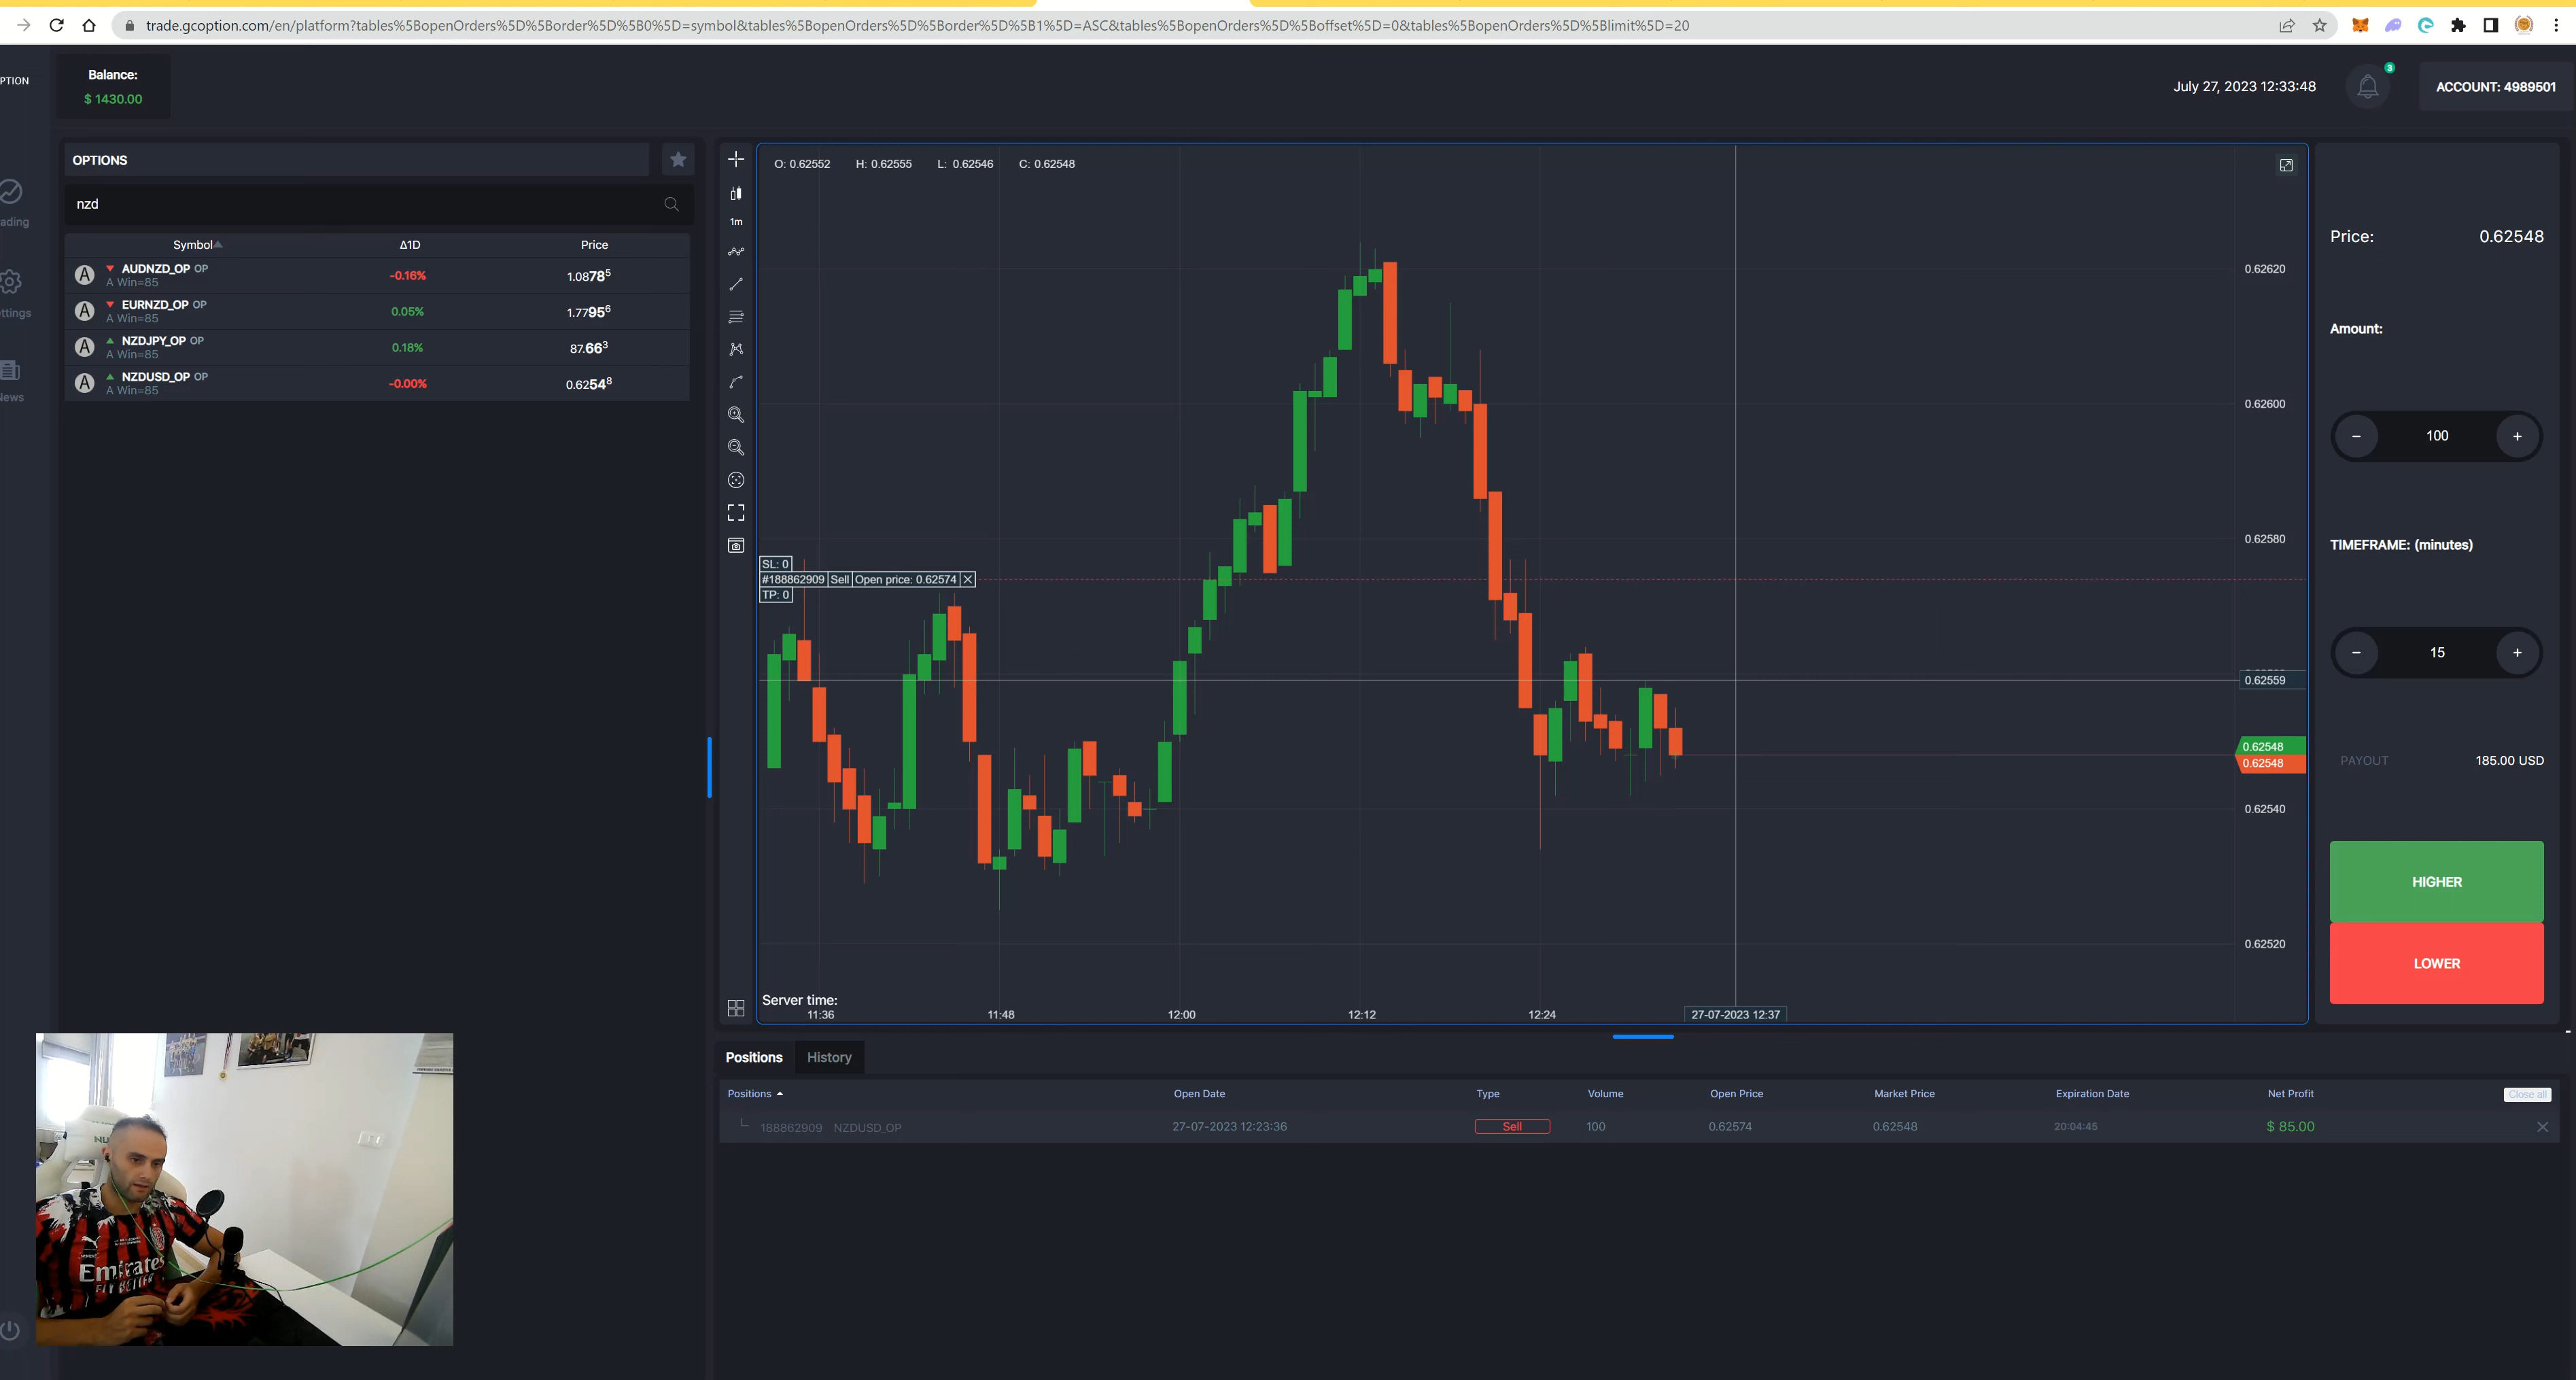 trade.gcoption.com/en/platform?tables%5BopenOrders%5D%5Border%5D%5B0%5D=symbol&tables%5BopenOrders%5D%5Border%5D%5B1%5D=ASC&tables%5BopenOrders%5D%5Boffset%5D=0&tables%5BopenOrders%5D%5Blimit%5D=20
PTION
Balance:
$ 1430.00
July 27, 2023 12:33:48
3
ACCOUNT: 4989501
ading
ttings
News
OPTIONS
nzd
Symbol Δ1D Price
A AUDNZD_OP OP -0.16% 1.08785
A Win=85
A EURNZD_OP OP 0.05% 1.77956
A Win=85
A NZDJPY_OP OP 0.18% 87.663
A Win=85
A NZDUSD_OP OP -0.00% 0.62548
A Win=85
1m
O: 0.62552 H: 0.62555 L: 0.62546 C: 0.62548
0.62620
0.62600
0.62580
SL: 0
#188862909 Sell Open price: 0.62574
TP: 0
0.62559
0.62548
0.62548
0.62540
0.62520
Server time:
11:36 11:48 12:00 12:12 12:24 27-07-2023 12:37
Price: 0.62548
Amount:
− 100 +
TIMEFRAME: (minutes)
− 15 +
PAYOUT 185.00 USD
HIGHER
LOWER
Positions History
Positions Open Date Type Volume Open Price Market Price Expiration Date Net Profit Close all
188862909 NZDUSD_OP 27-07-2023 12:23:36 Sell 100 0.62574 0.62548 20:04:45 $ 85.00
Emirates
FLY BETTER